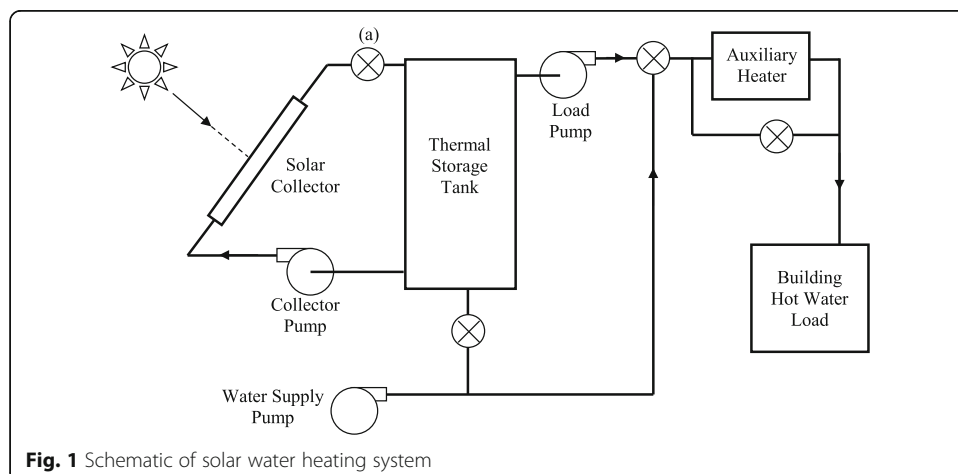 (a)
Auxiliary
Heater
Load
Pump
Thermal
Storage
Tank
Solar
Collector
Collector
Pump
Building
Hot Water
Load
Water Supply
Pump
Fig. 1 Schematic of solar water heating system